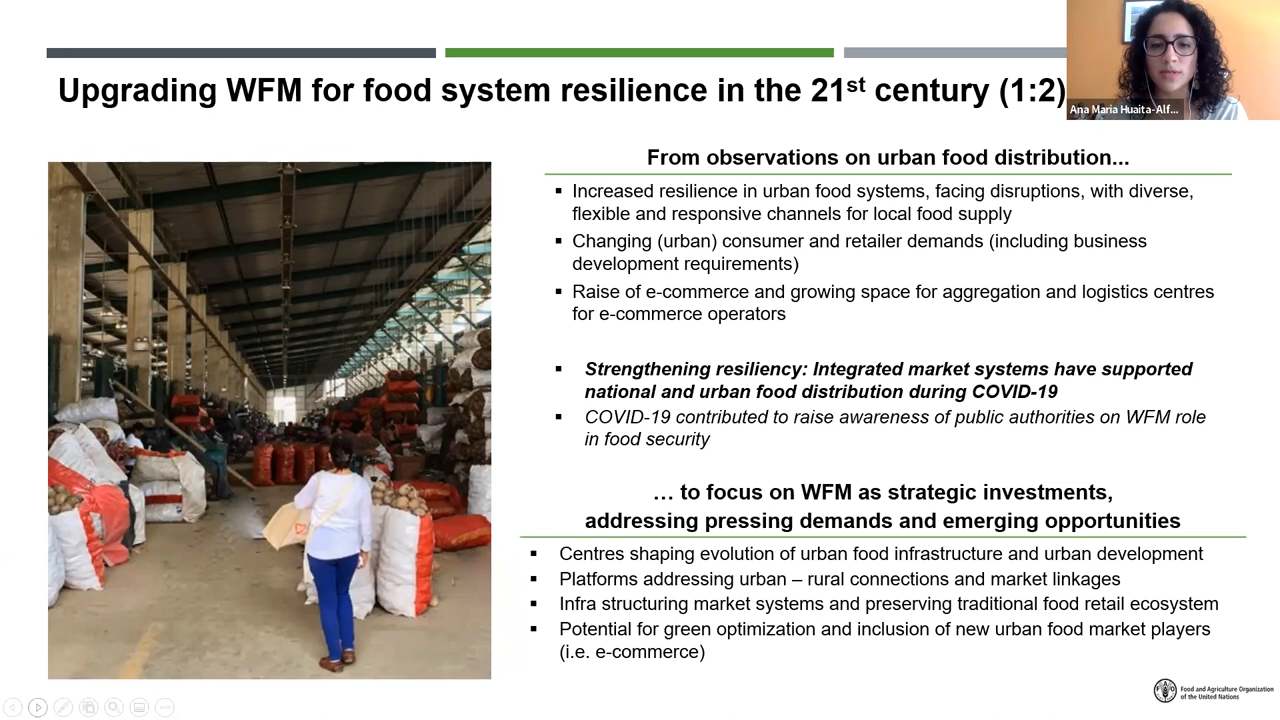 Upgrading WFM for food system resilience in the 21st century (1:2)
Ana Maria Huaita-Alf...
From observations on urban food distribution...
▪ Increased resilience in urban food systems, facing disruptions, with diverse,
flexible and responsive channels for local food supply
▪ Changing (urban) consumer and retailer demands (including business
development requirements)
▪ Raise of e-commerce and growing space for aggregation and logistics centres
for e-commerce operators
▪ Strengthening resiliency: Integrated market systems have supported
national and urban food distribution during COVID-19
▪ COVID-19 contributed to raise awareness of public authorities on WFM role
in food security
… to focus on WFM as strategic investments,
addressing pressing demands and emerging opportunities
▪ Centres shaping evolution of urban food infrastructure and urban development
▪ Platforms addressing urban – rural connections and market linkages
▪ Infra structuring market systems and preserving traditional food retail ecosystem
▪ Potential for green optimization and inclusion of new urban food market players
(i.e. e-commerce)
Food and Agriculture Organization
of the United Nations